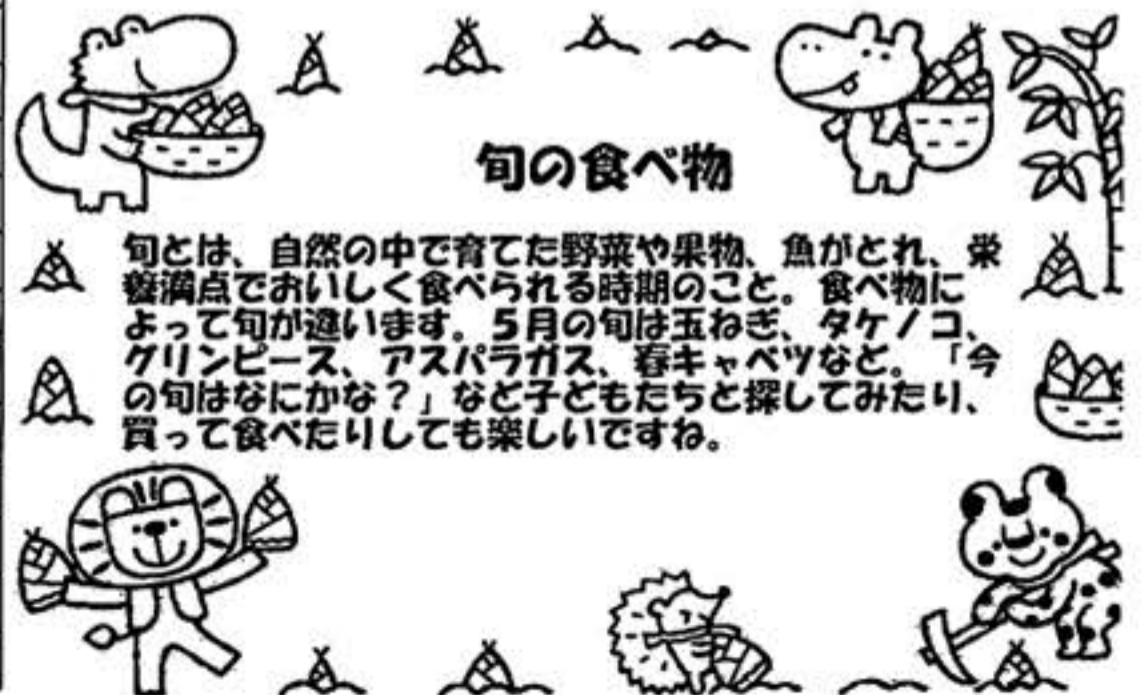 旬の食べ物
旬とは、自然の中で育てた野菜や果物、魚がとれ、栄
養満点でおいしく食べられる時期のこと。食べ物に
よって旬が違います。5月の旬は玉ねぎ、タケノコ、
グリンピース、アスパラガス、春キャベツなど。「今
の旬はなにかな？」など子どもたちと探してみたり、
買って食べたりしても楽しいですね。